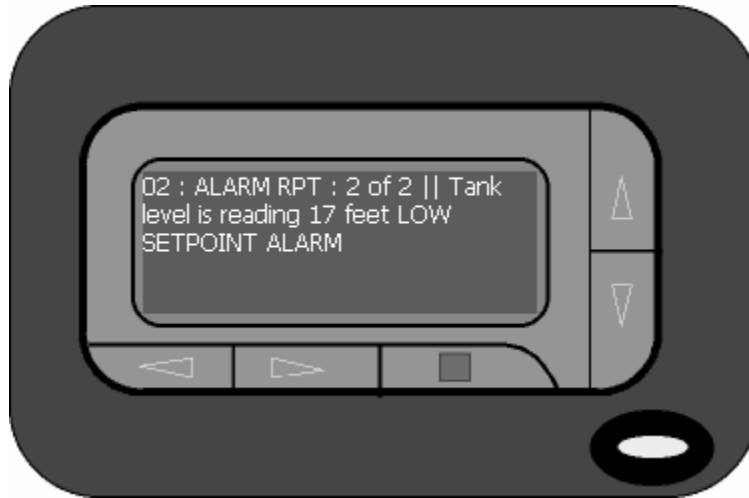 02 : ALARM RPT : 2 of 2 || Tank
level is reading 17 feet LOW
SETPOINT ALARM